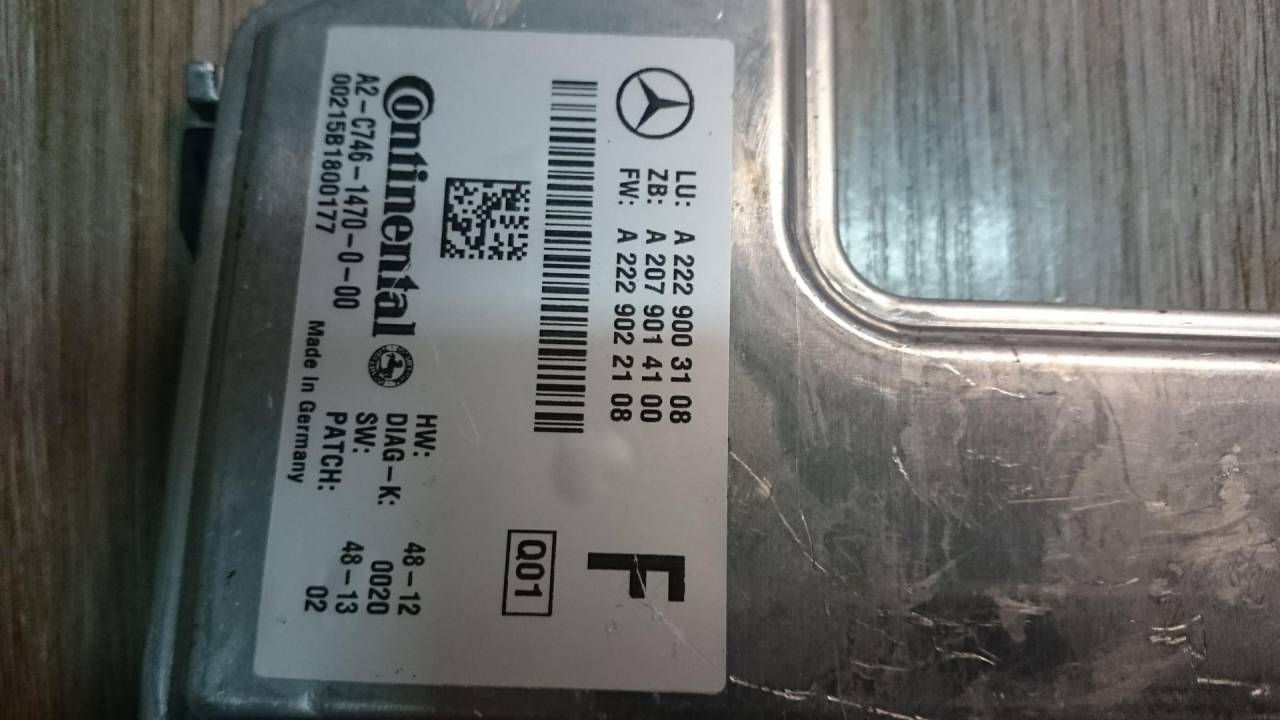 LU: A 222 900 31 08
ZB: A 207 901 41 00
FW: A 222 902 21 08
F
Q01
Continental
A2-C746-1470-0-00
00215B1800177
Made In Germany
HW: 48-12
DIAG-K: 0020
SW: 48-13
PATCH: 02